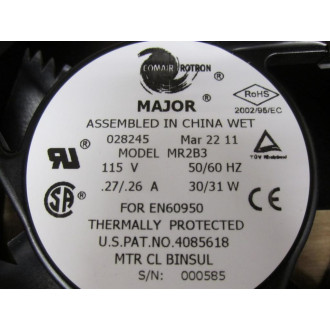 COMAIR ROTRON
MAJOR®
RoHS
2002/95/EC
ASSEMBLED IN CHINA WET
028245 Mar 22 11
MODEL MR2B3
115 V 50/60 HZ
.27/.26 A 30/31 W
FOR EN60950
THERMALLY PROTECTED
U.S.PAT.NO.4085618
MTR CL BINSUL
S/N: 000585